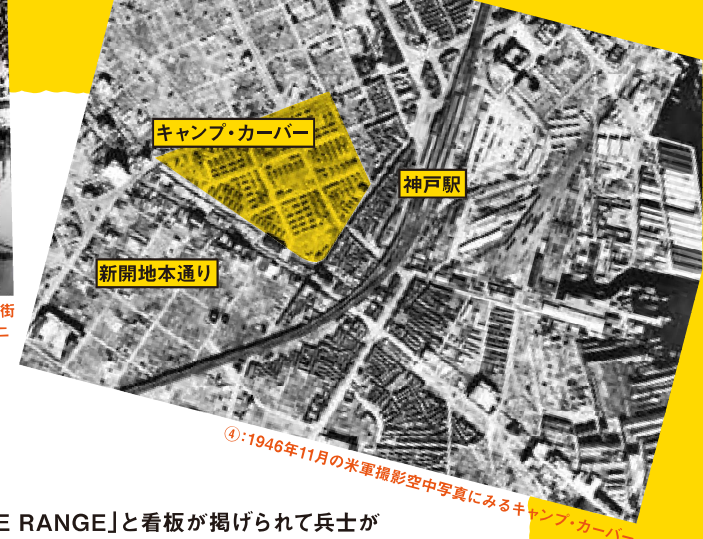 キャンプ・カーバー
神戸駅
新開地本通り
街
ニ
④:1946年11月の米軍撮影空中写真にみるキャンプ・カーバー
E RANGE」と看板が掲げられて兵士が